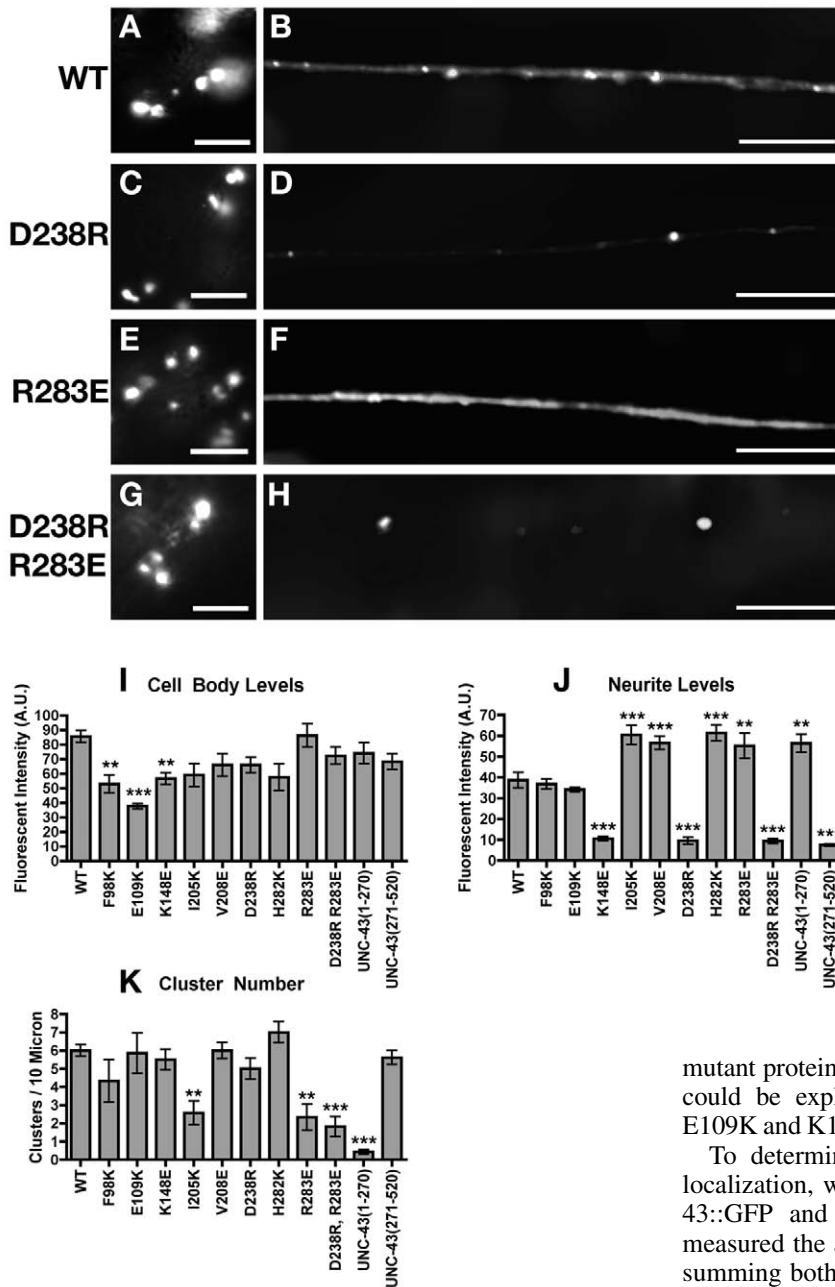 A
B
WT
C
D
D238R
E
F
R283E
G
H
D238R
R283E
I Cell Body Levels
Fluorescent Intensity (A.U.)
100
90
80
70
60
50
40
30
20
10
0
**
***
**
WT
F98K
E109K
K148E
I205K
V208E
D238R
H282K
R283E
D238R R283E
UNC-43(1-270)
UNC-43(271-520)
J Neurite Levels
Fluorescent Intensity (A.U.)
70
60
50
40
30
20
10
0
***
***
***
***
***
**
***
**
***
WT
F98K
E109K
K148E
I205K
V208E
D238R
H282K
R283E
D238R R283E
UNC-43(1-270)
UNC-43(271-520)
K Cluster Number
Clusters / 10 Micron
8
7
6
5
4
3
2
1
0
**
**
***
***
WT
F98K
E109K
K148E
I205K
V208E
D238R
H282K
R283E
D238R, R283E
UNC-43(1-270)
UNC-43(271-520)
mutant protein
could be expl
E109K and K1
To determin
localization, w
43::GFP and
measured the
summing both